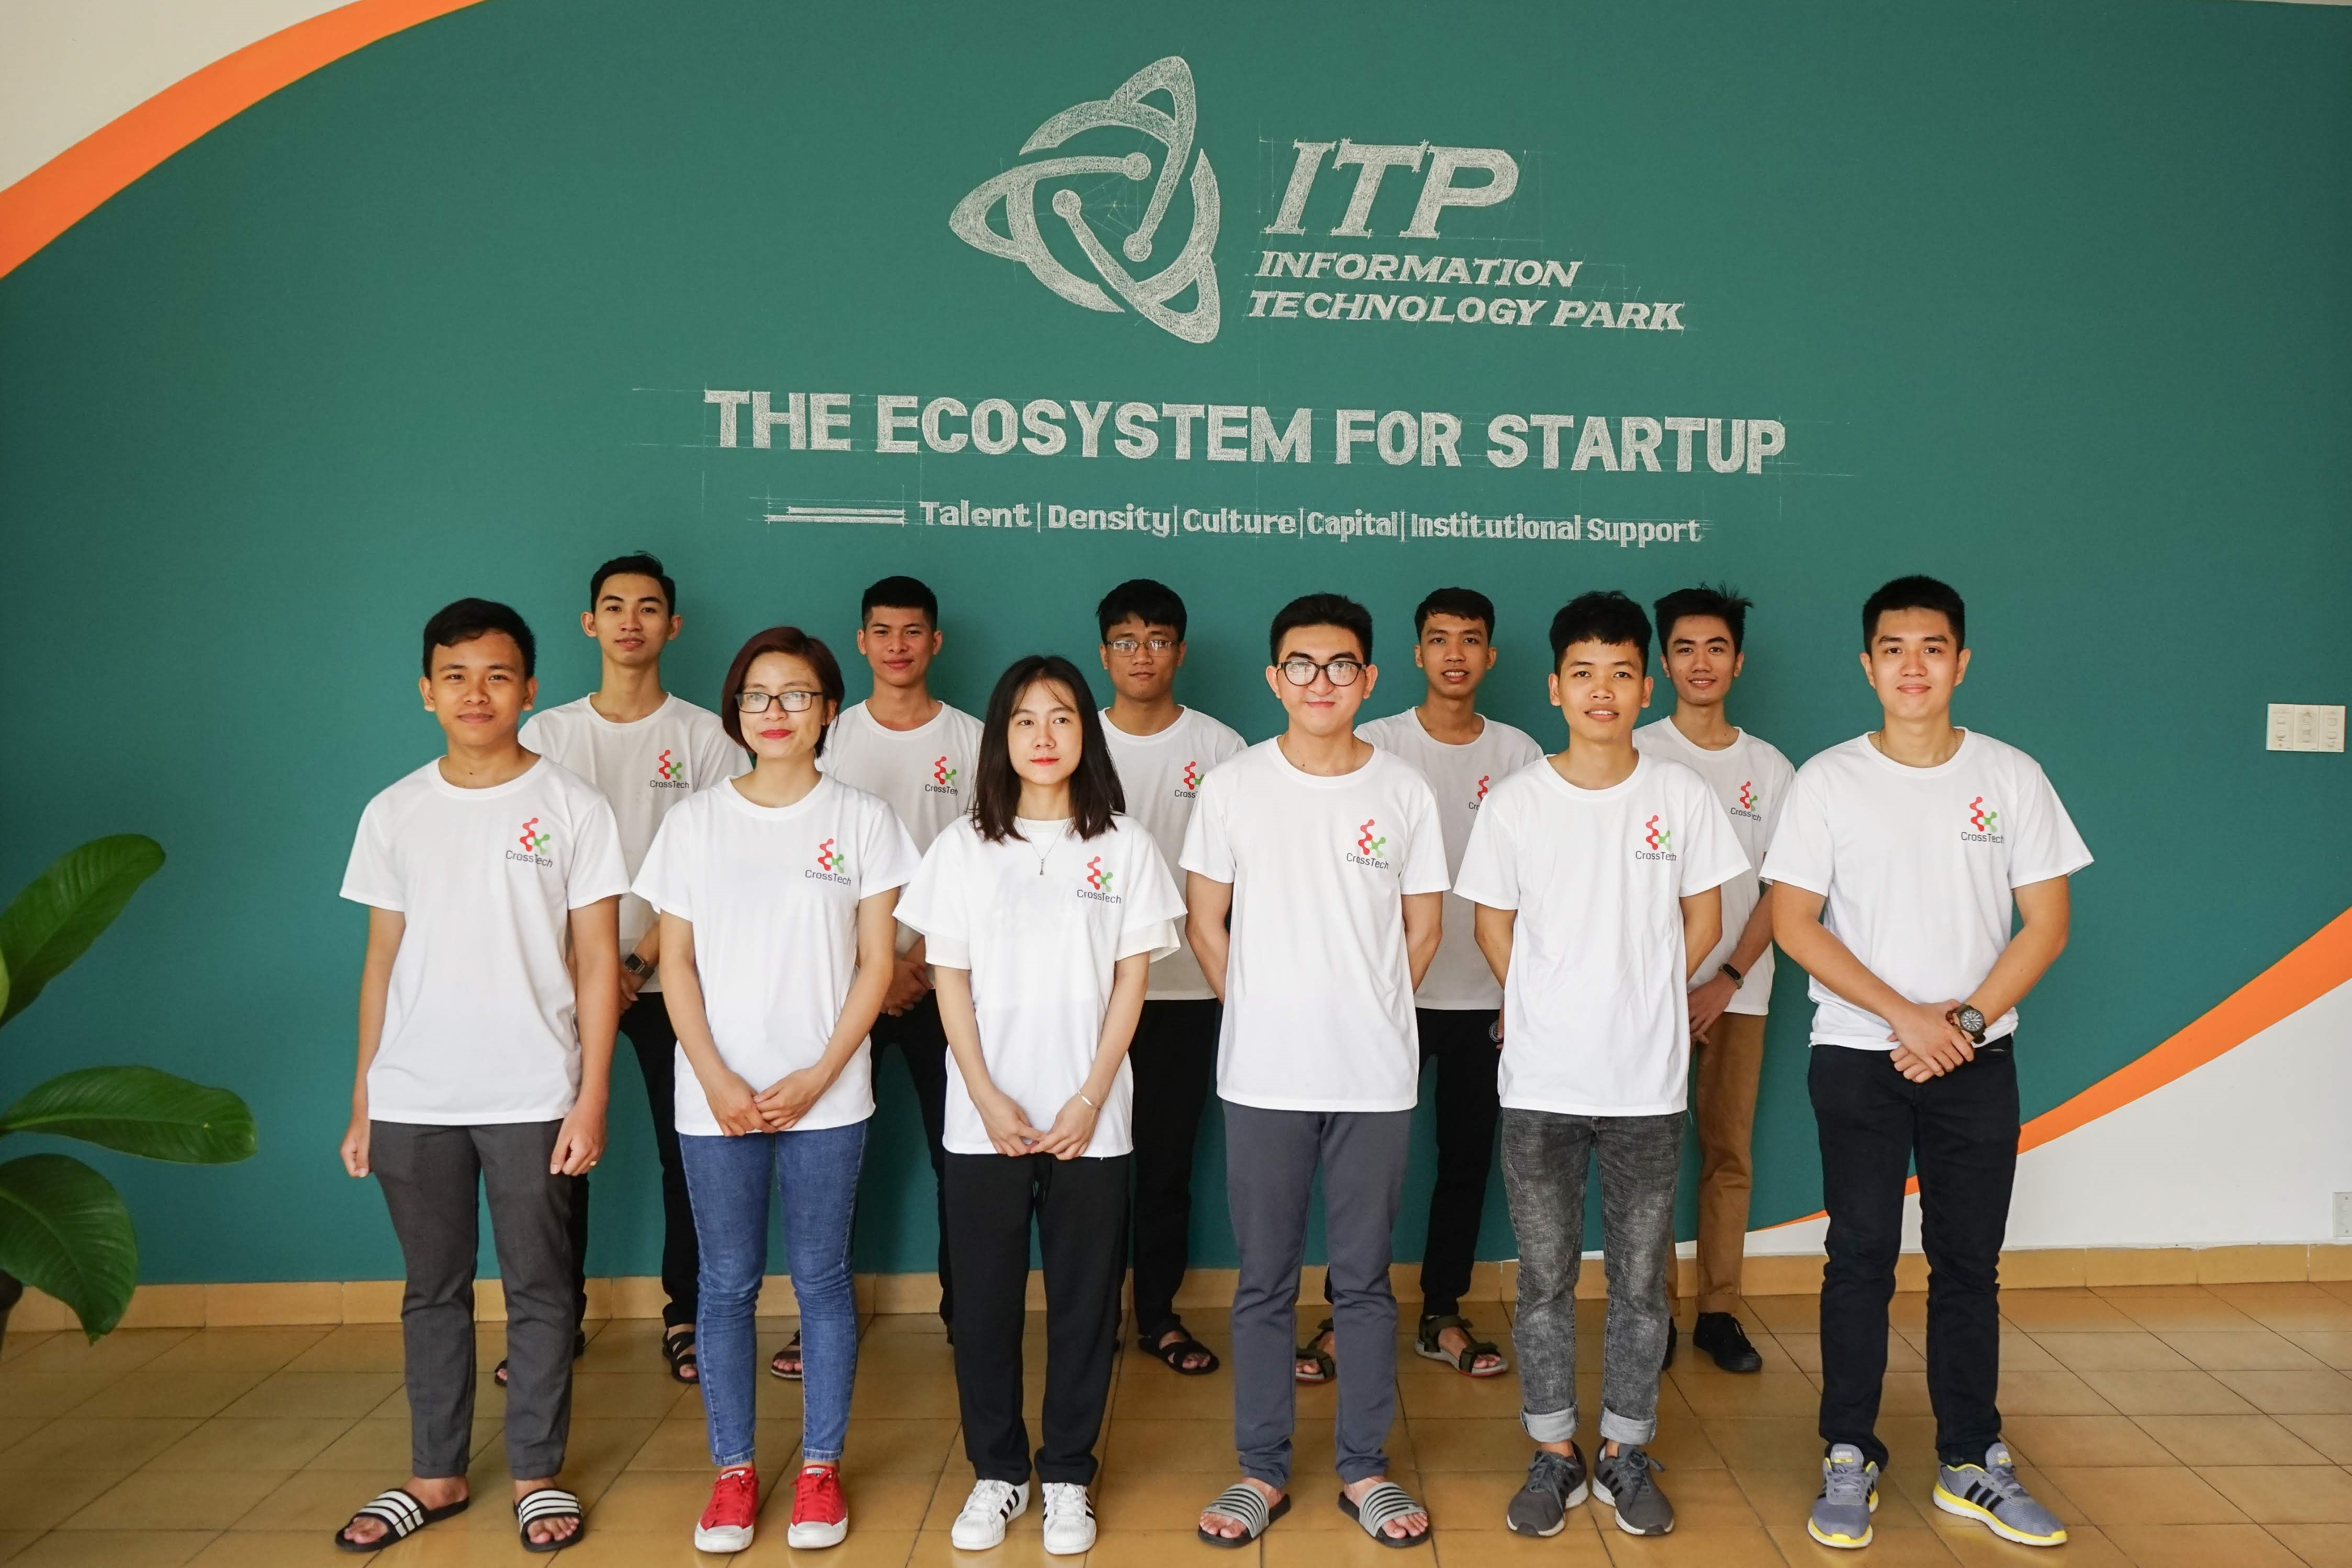 ITP
INFORMATION
TECHNOLOGY PARK
THE ECOSYSTEM FOR STARTUP
Talent|Density|Culture|Capital|Institutional Support
CrossTech
CrossTech
CrossTech
CrossTech
CrossTech
CrossTech
CrossTech
CrossTech
CrossTech